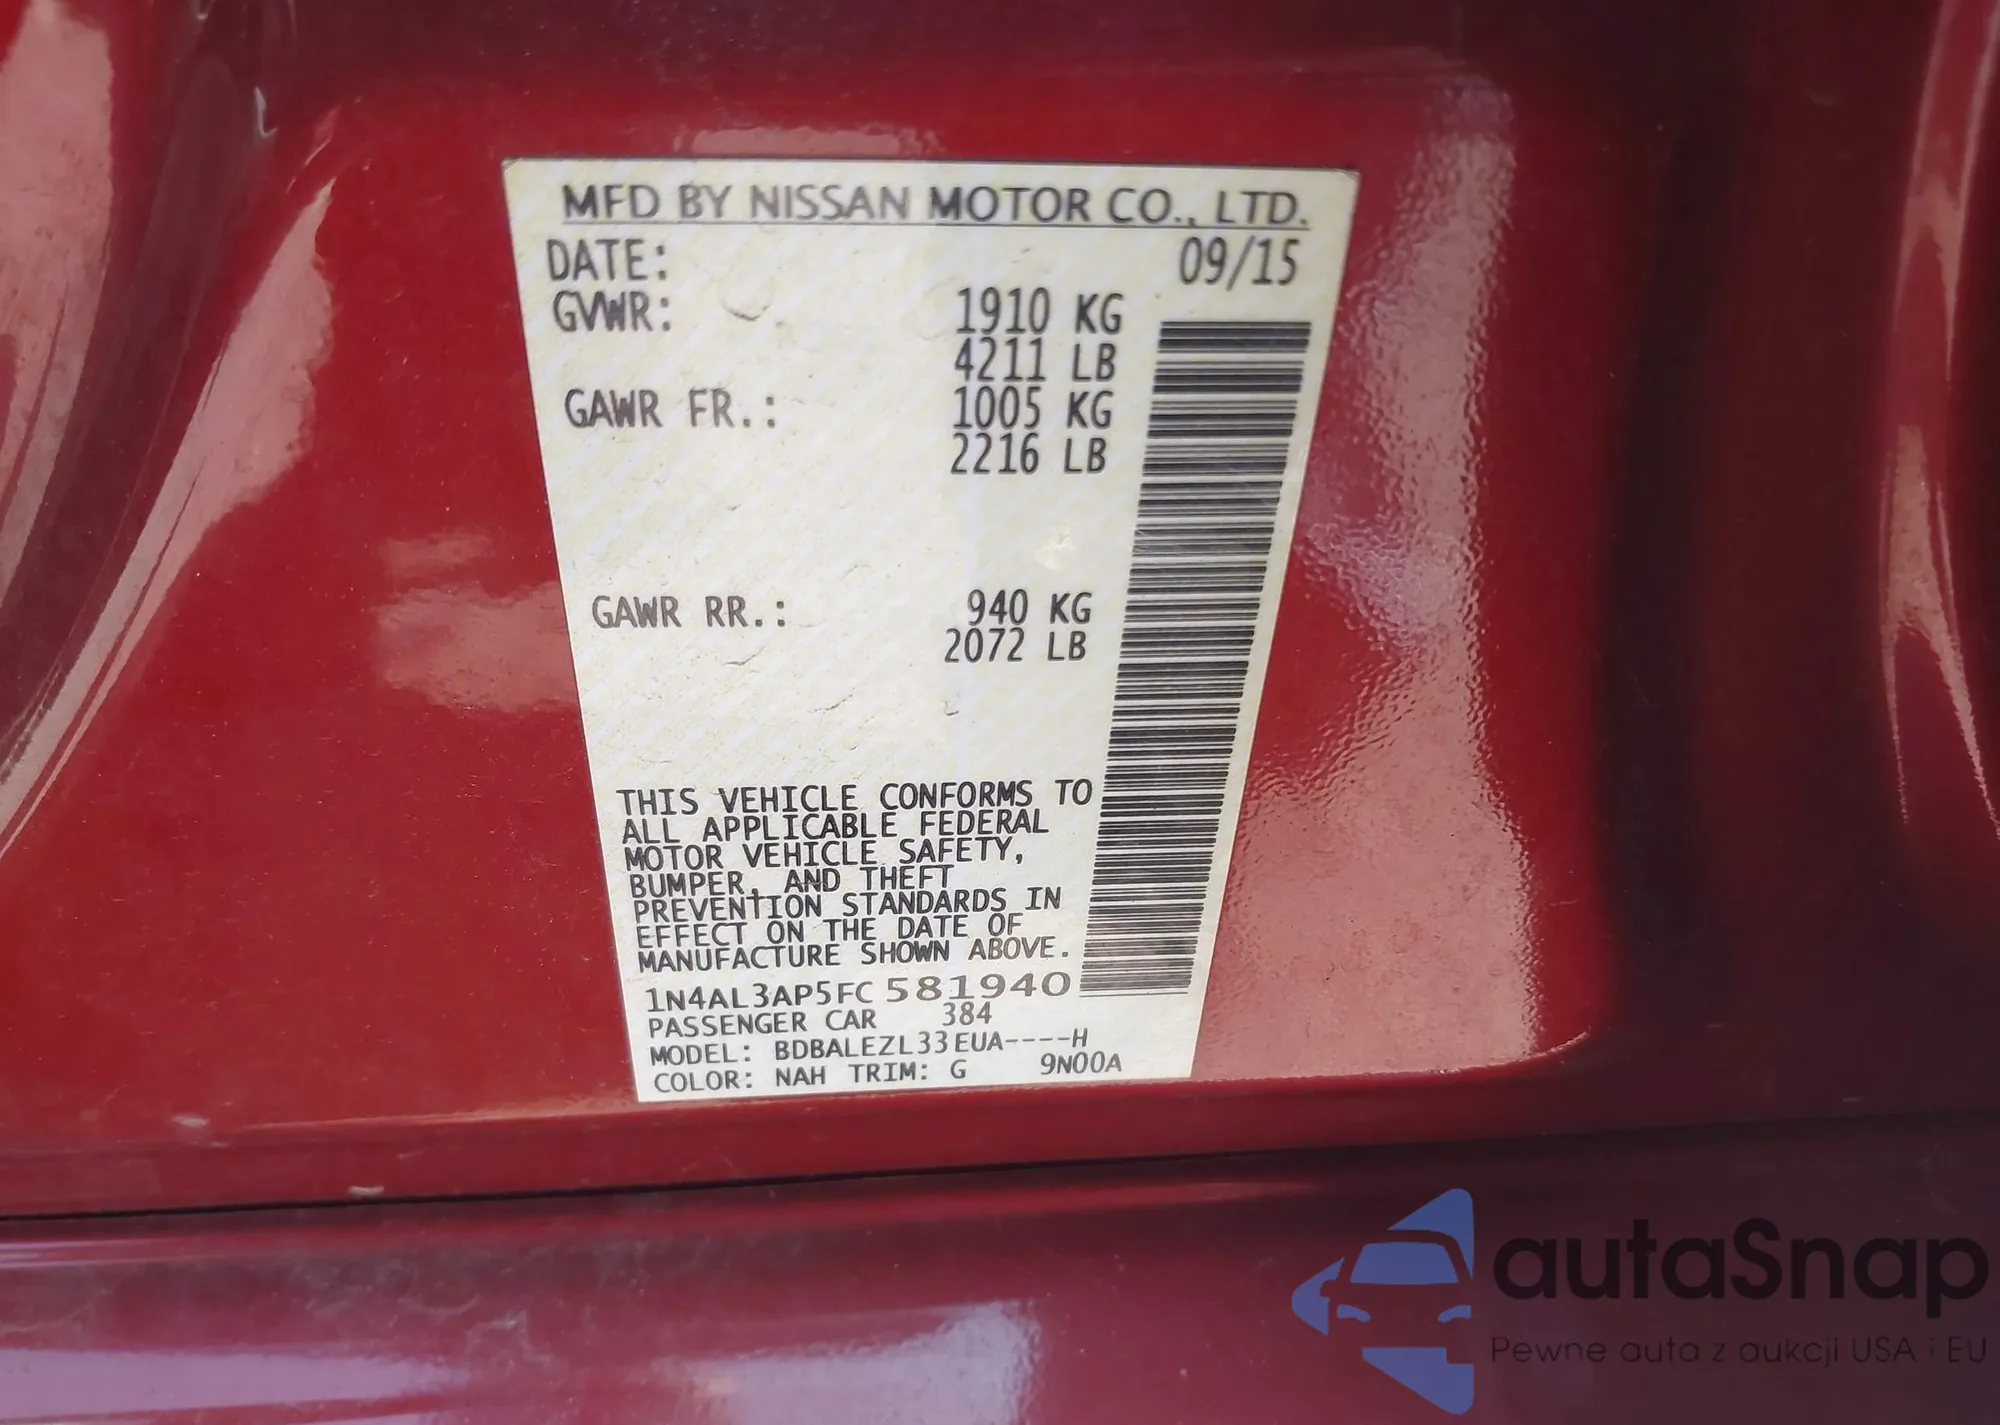 MFD BY NISSAN MOTOR CO., LTD.
DATE: 09/15
GVWR: 1910 KG
4211 LB
GAWR FR.: 1005 KG
2216 LB
GAWR RR.: 940 KG
2072 LB
THIS VEHICLE CONFORMS TO
ALL APPLICABLE FEDERAL
MOTOR VEHICLE SAFETY,
BUMPER, AND THEFT
PREVENTION STANDARDS IN
EFFECT ON THE DATE OF
MANUFACTURE SHOWN ABOVE.
1N4AL3AP5FC581940
PASSENGER CAR 384
MODEL: BDBALEZL33EUA----H
COLOR: NAH TRIM: G 9N00A
autaSnap
Pewne auta z aukcji USA i EU